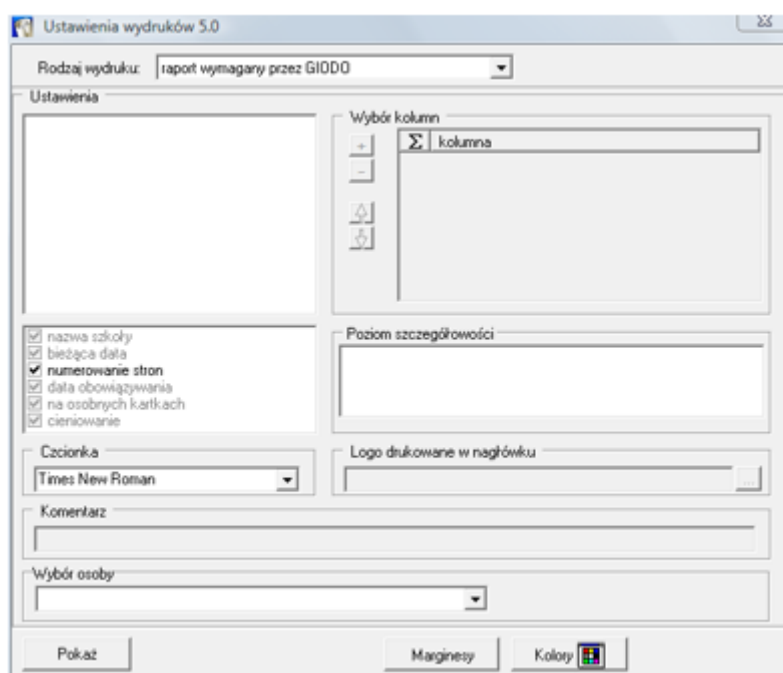 Ustawienia wydruków 5.0
Rodzaj wydruku: raport wymagany przez GIODO
Ustawienia
Wybór kolumn
+
Σ kolumna
-
nazwa szkoły
bieżąca data
numerowanie stron
data obowiązywania
na osobnych kartkach
cieniowanie
Poziom szczegółowości
Czcionka
Times New Roman
Logo drukowane w nagłówku
...
Komentarz
Wybór osoby
Pokaż
Marginesy
Kolory